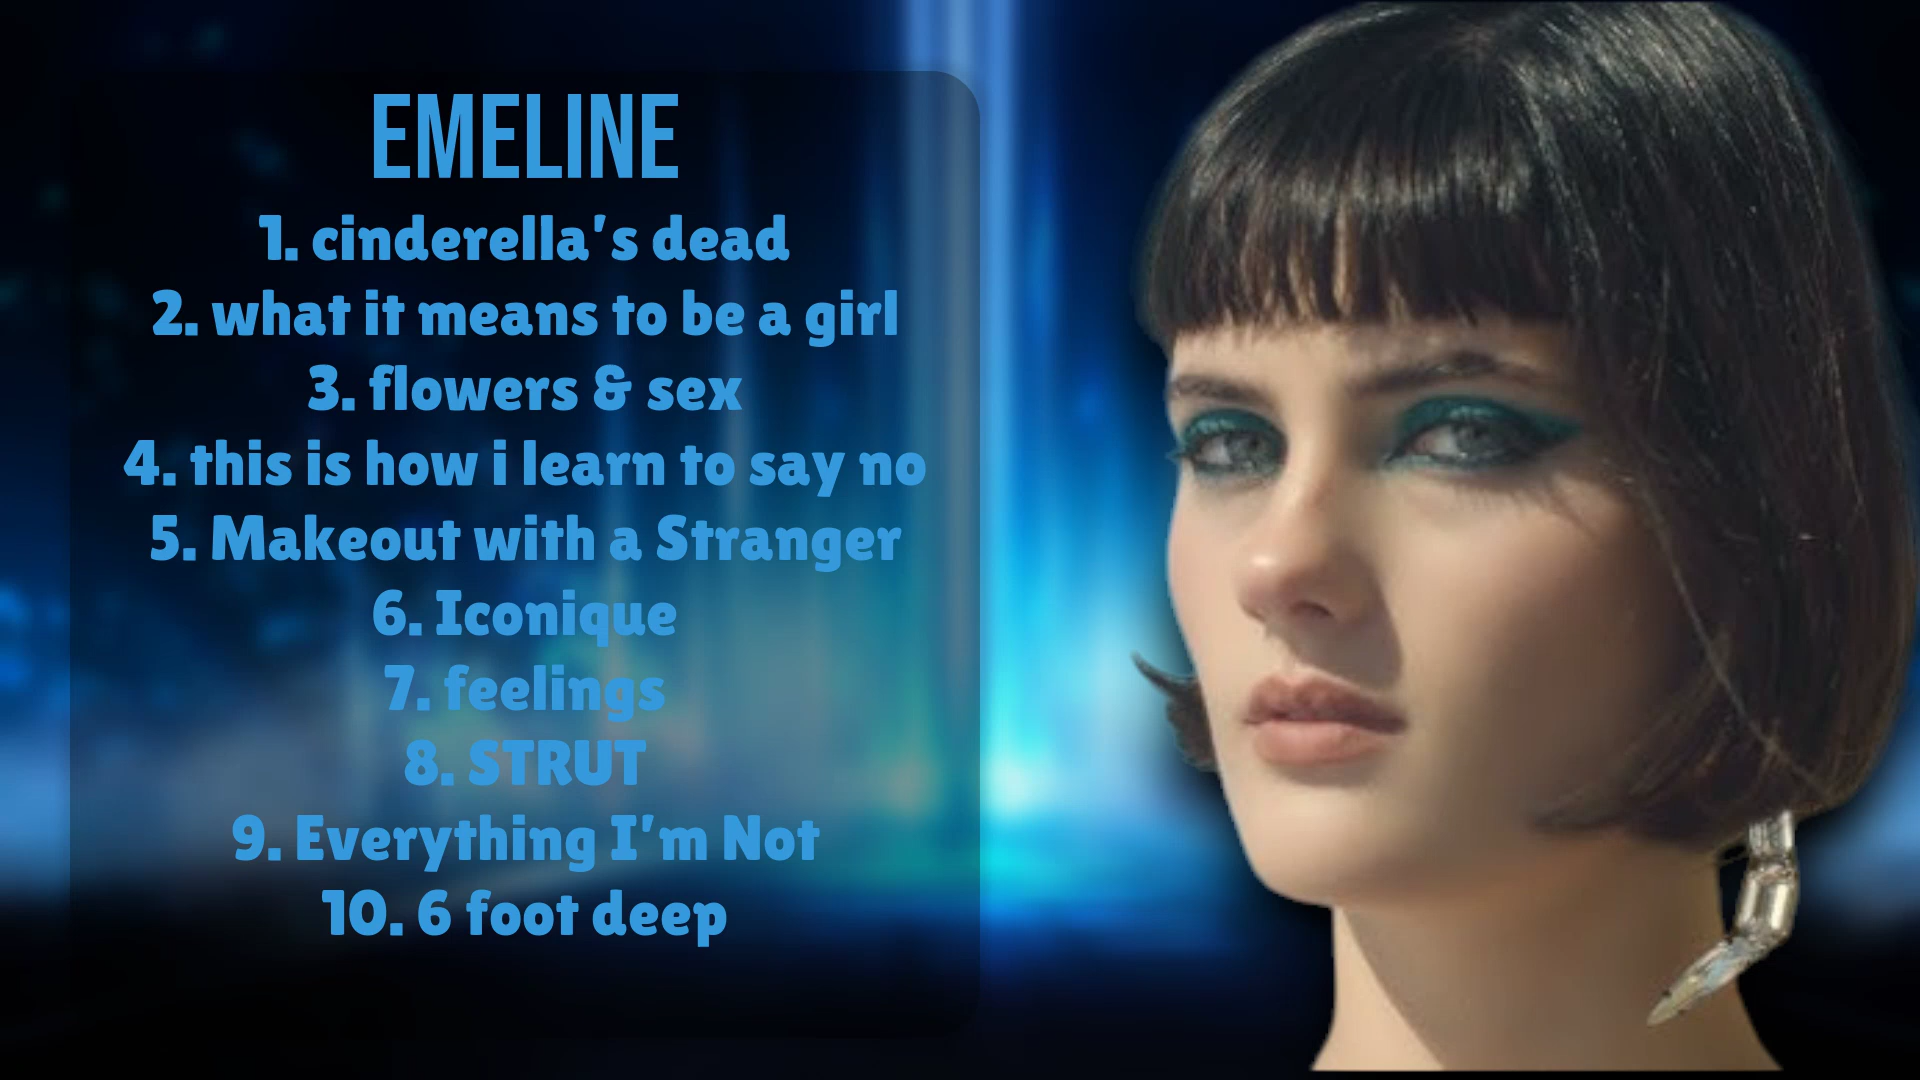 EMELINE
1. cinderella's dead
2. what it means to be a girl
3. flowers & sex
4. this is how i learn to say no
5. Makeout with a Stranger
6. Iconique
7. feelings
8. STRUT
9. Everything I'm Not
10. 6 foot deep